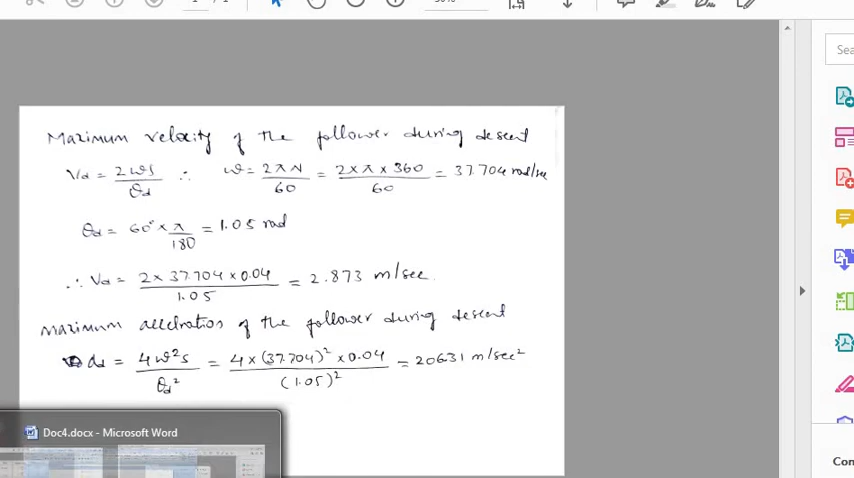 Maximum velocity of the follower during descent
Vd = 2ωs / θd ∴ ω = 2πN / 60 = 2×π×360 / 60 = 37.704 rad/sec
θd = 60° × π / 180 = 1.05 rad
∴ Vd = 2 × 37.704 × 0.04 / 1.05 = 2.873 m/sec.
Maximum acceleration of the follower during descent
ad = 4ω²s / θd² = 4 × (37.704)² × 0.04 / (1.05)² = 206.31 m/sec²
Doc4.docx - Microsoft Word